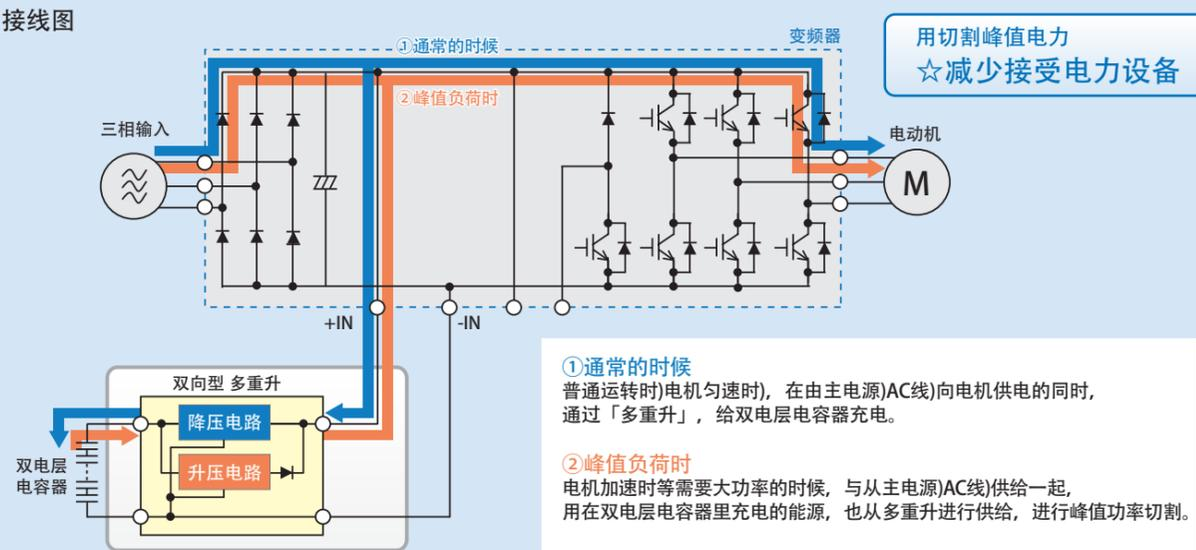 接线图
用切割峰值电力
☆减少接受电力设备
变频器
①通常的时候
②峰值负荷时
三相输入
电动机
M
+IN
-IN
双向型 多重升
降压电路
升压电路
双电层
电容器
①通常的时候
普通运转时)电机匀速时)，在由主电源)AC线)向电机供电的同时，
通过「多重升」，给双电层电容器充电。
②峰值负荷时
电机加速时等需要大功率的时候，与从主电源)AC线)供给一起，
用在双电层电容器里充电的能源，也从多重升进行供给，进行峰值功率切割。